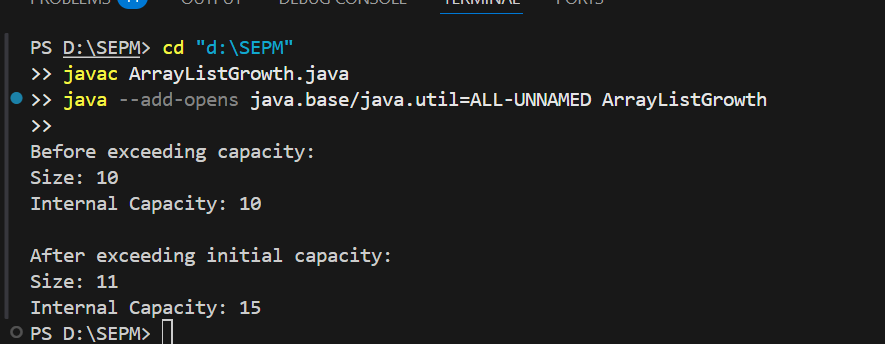 PROBLEMS OUTPUT DEBUG CONSOLE TERMINAL PORTS
PS D:\SEPM> cd "d:\SEPM"
>> javac ArrayListGrowth.java
>> java --add-opens java.base/java.util=ALL-UNNAMED ArrayListGrowth
>>
Before exceeding capacity:
Size: 10
Internal Capacity: 10
After exceeding initial capacity:
Size: 11
Internal Capacity: 15
PS D:\SEPM>